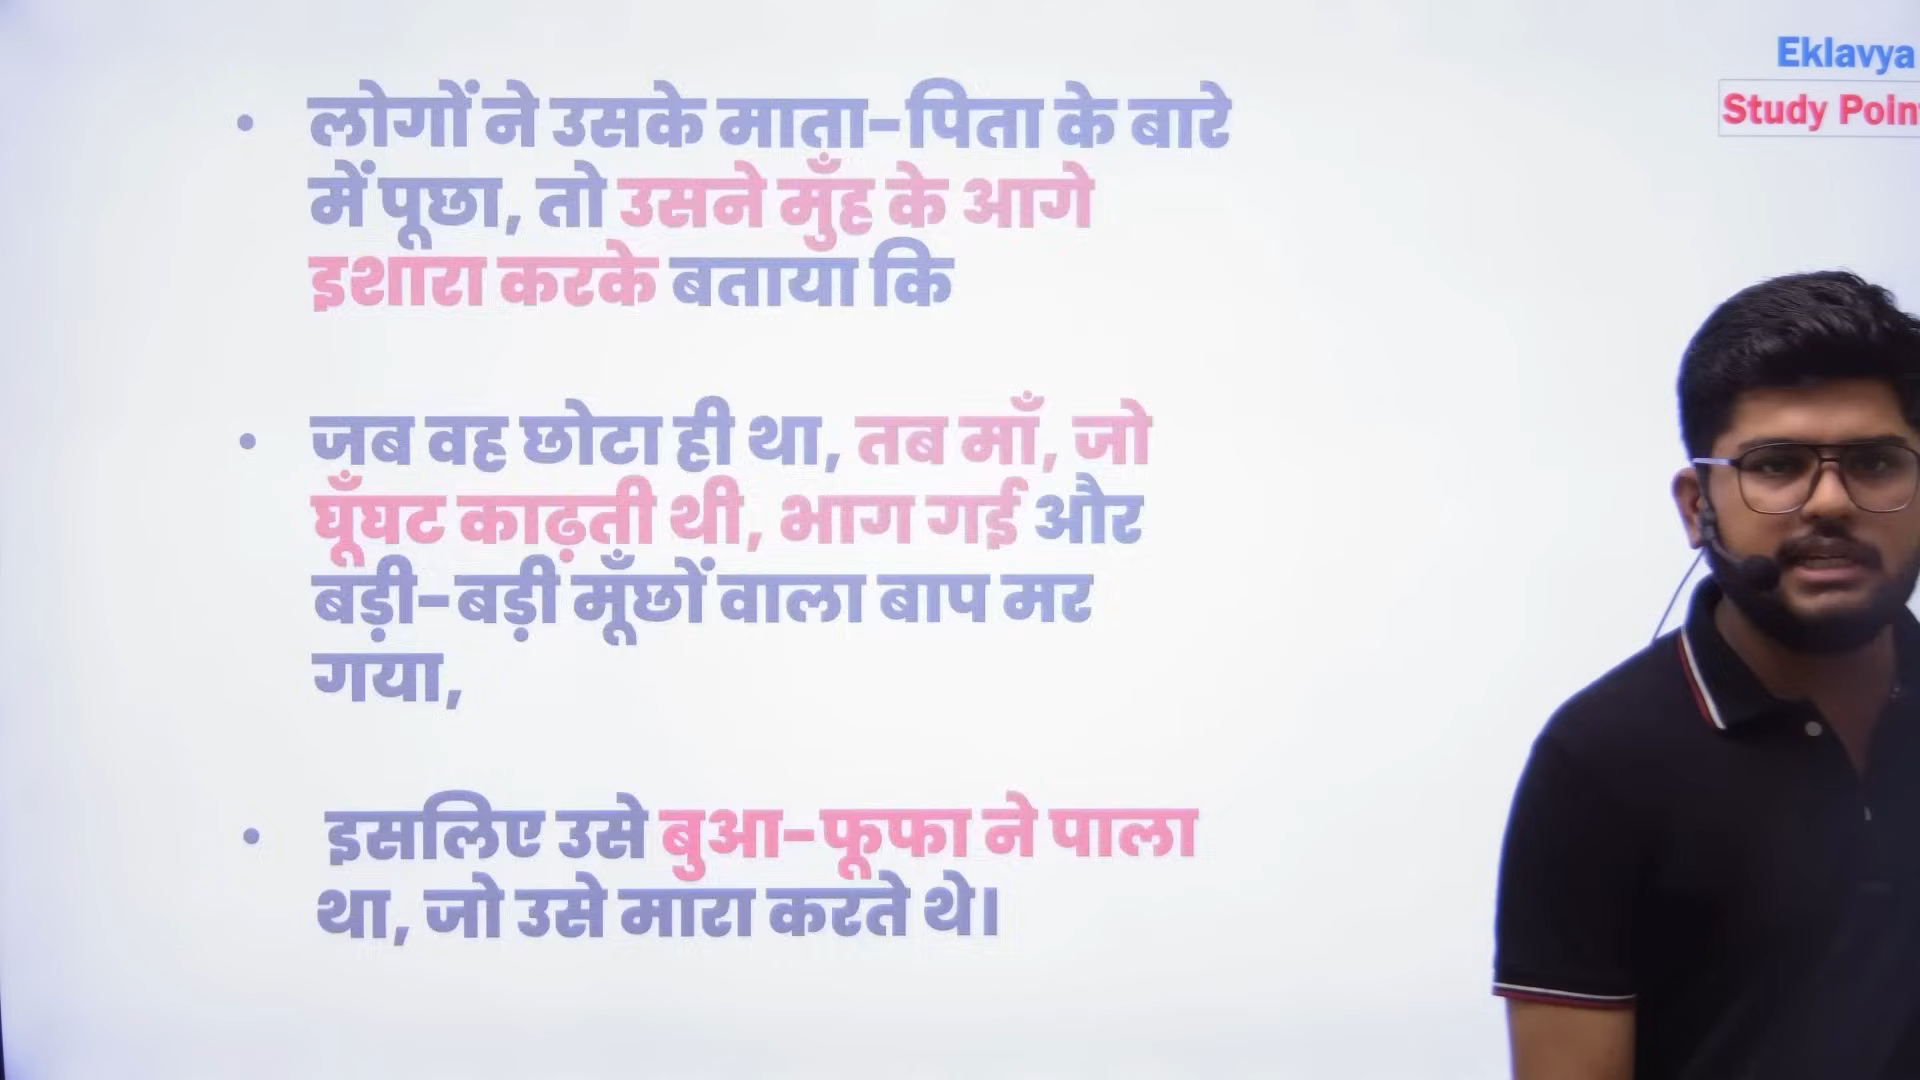 Eklavya
Study Poin
• लोगों ने उसके माता-पिता के बारे
में पूछा, तो उसने मुँह के आगे
इशारा करके बताया कि
• जब वह छोटा ही था, तब माँ, जो
घूँघट काढ़ती थी, भाग गई और
बड़ी-बड़ी मूँछों वाला बाप मर
गया,
• इसलिए उसे बुआ-फूफा ने पाला
था, जो उसे मारा करते थे।